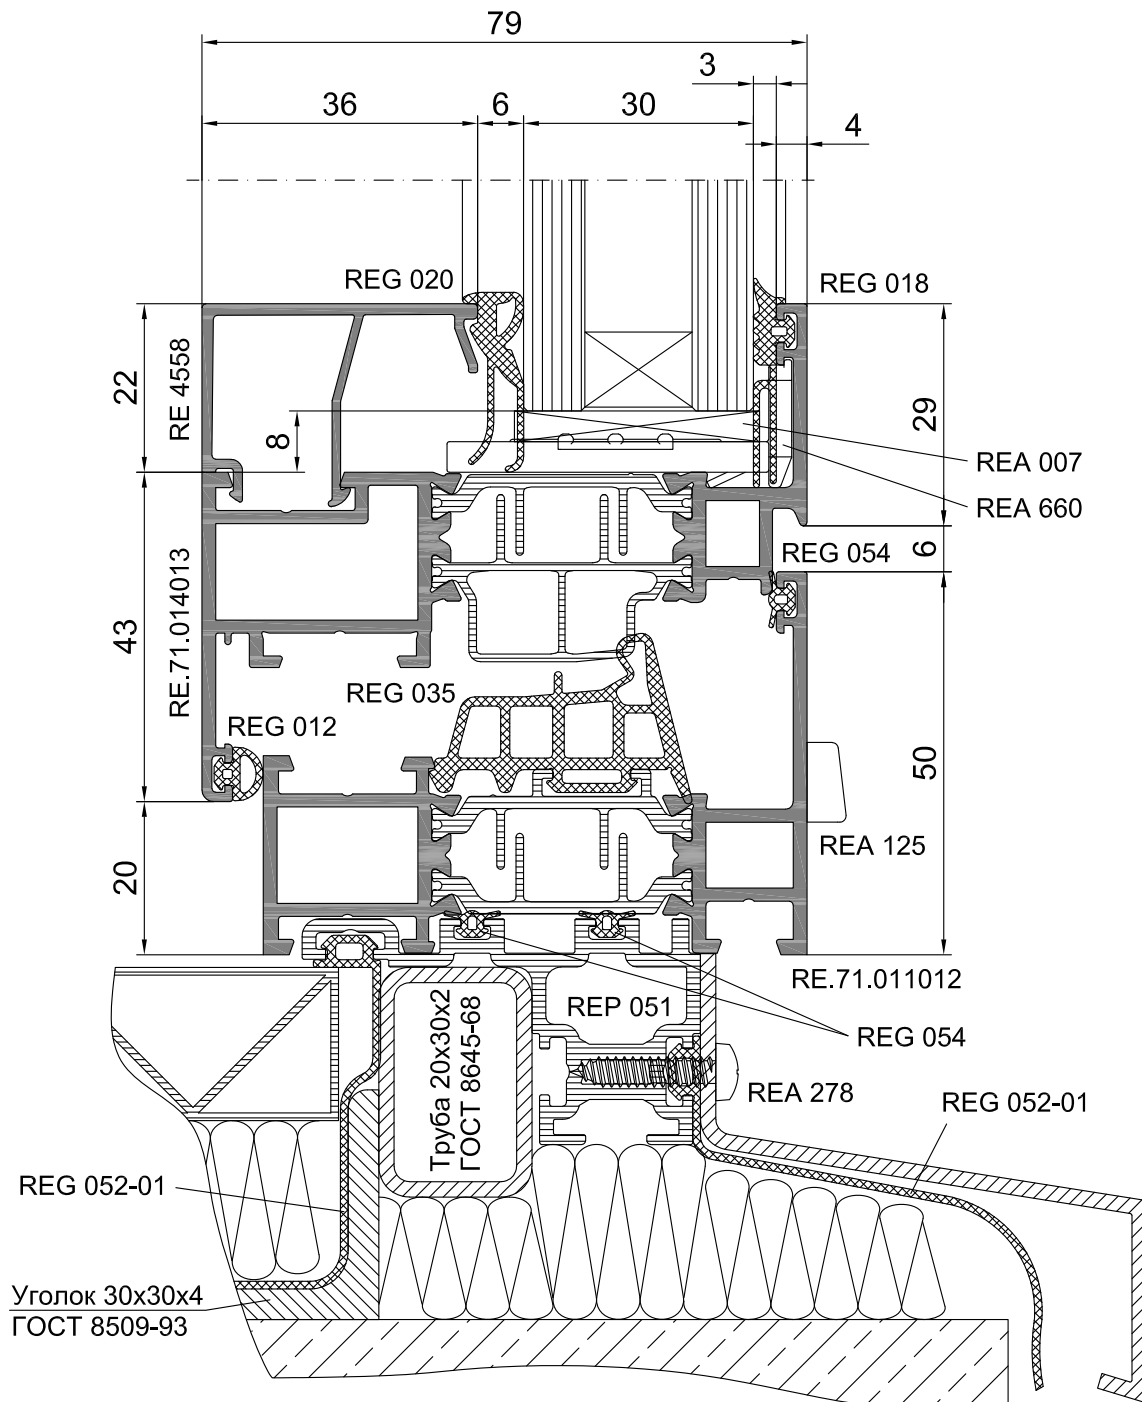 79
3
36
6
30
4
REG 020
REG 018
22
RE 4558
8
29
REA 007
REA 660
REG 054
6
43
RE.71.014013
REG 035
REG 012
50
20
REA 125
RE.71.011012
REP 051
REG 054
Труба 20x30x2
ГОСТ 8645-68
REA 278
REG 052-01
REG 052-01
Уголок 30x30x4
ГОСТ 8509-93